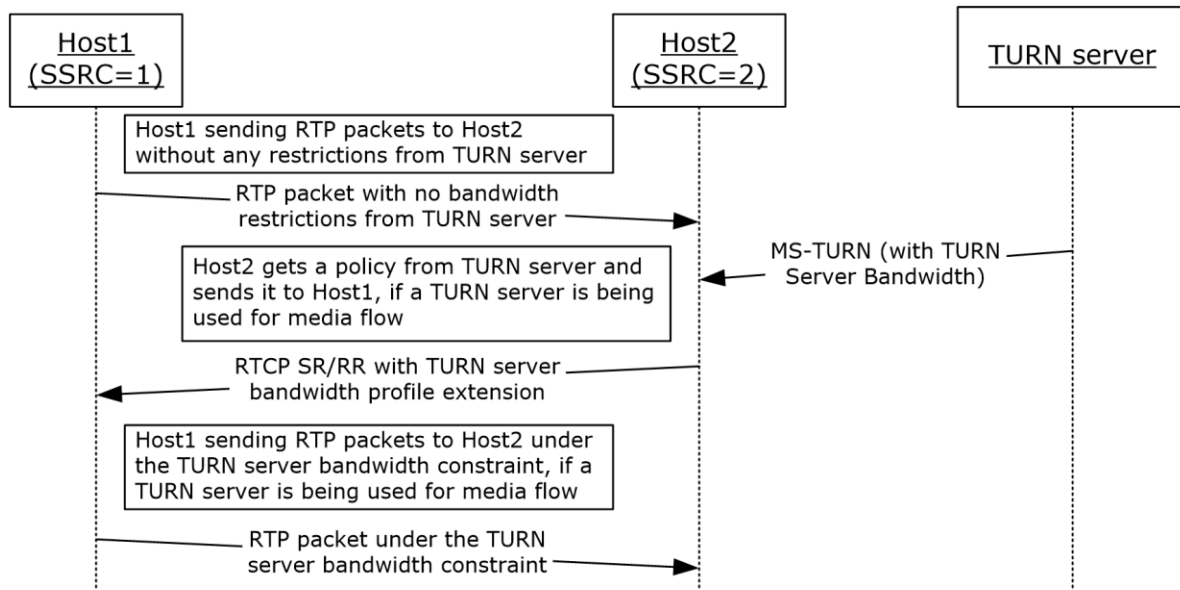 Host1
(SSRC=1)
Host2
(SSRC=2)
TURN server
Host1 sending RTP packets to Host2
without any restrictions from TURN server
RTP packet with no bandwidth
restrictions from TURN server
MS-TURN (with TURN
Server Bandwidth)
Host2 gets a policy from TURN server and
sends it to Host1, if a TURN server is being
used for media flow
RTCP SR/RR with TURN server
bandwidth profile extension
Host1 sending RTP packets to Host2 under
the TURN server bandwidth constraint, if a
TURN server is being used for media flow
RTP packet under the TURN
server bandwidth constraint